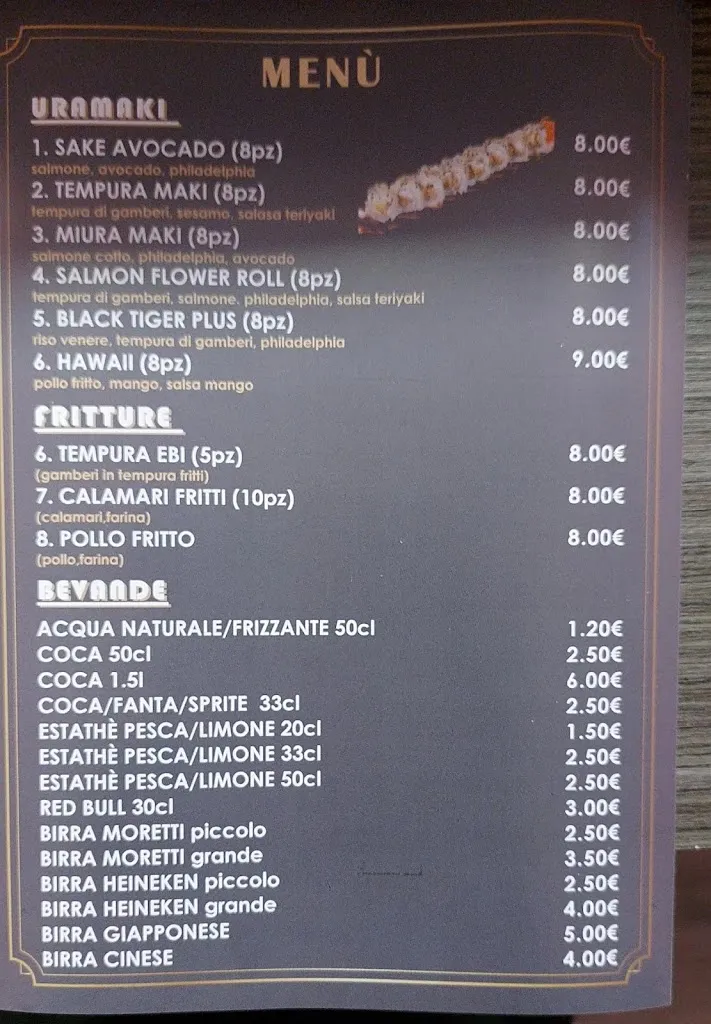 MENÙ
URAMAKI
1. SAKE AVOCADO (8pz) 8.00€
salmone, avocado, philadelphia
2. TEMPURA MAKI (8pz) 8.00€
tempura di gamberi, sesamo, salasa teriyaki
3. MIURA MAKI (8pz) 8.00€
salmone cotto, philadelphia, avocado
4. SALMON FLOWER ROLL (8pz) 8.00€
tempura di gamberi, salmone, philadelphia, salsa teriyaki
5. BLACK TIGER PLUS (8pz) 8.00€
riso venere, tempura di gamberi, philadelphia
6. HAWAII (8pz) 9.00€
pollo fritto, mango, salsa mango
FRITTURE
6. TEMPURA EBI (5pz) 8.00€
(gamberi in tempura fritti)
7. CALAMARI FRITTI (10pz) 8.00€
(calamari,farina)
8. POLLO FRITTO 8.00€
(pollo,farina)
BEVANDE
ACQUA NATURALE/FRIZZANTE 50cl 1.20€
COCA 50cl 2.50€
COCA 1.5l 6.00€
COCA/FANTA/SPRITE 33cl 2.50€
ESTATHÈ PESCA/LIMONE 20cl 1.50€
ESTATHÈ PESCA/LIMONE 33cl 2.50€
ESTATHÈ PESCA/LIMONE 50cl 2.50€
RED BULL 30cl 3.00€
BIRRA MORETTI piccolo 2.50€
BIRRA MORETTI grande 3.50€
BIRRA HEINEKEN piccolo 2.50€
BIRRA HEINEKEN grande 4.00€
BIRRA GIAPPONESE 5.00€
BIRRA CINESE 4.00€